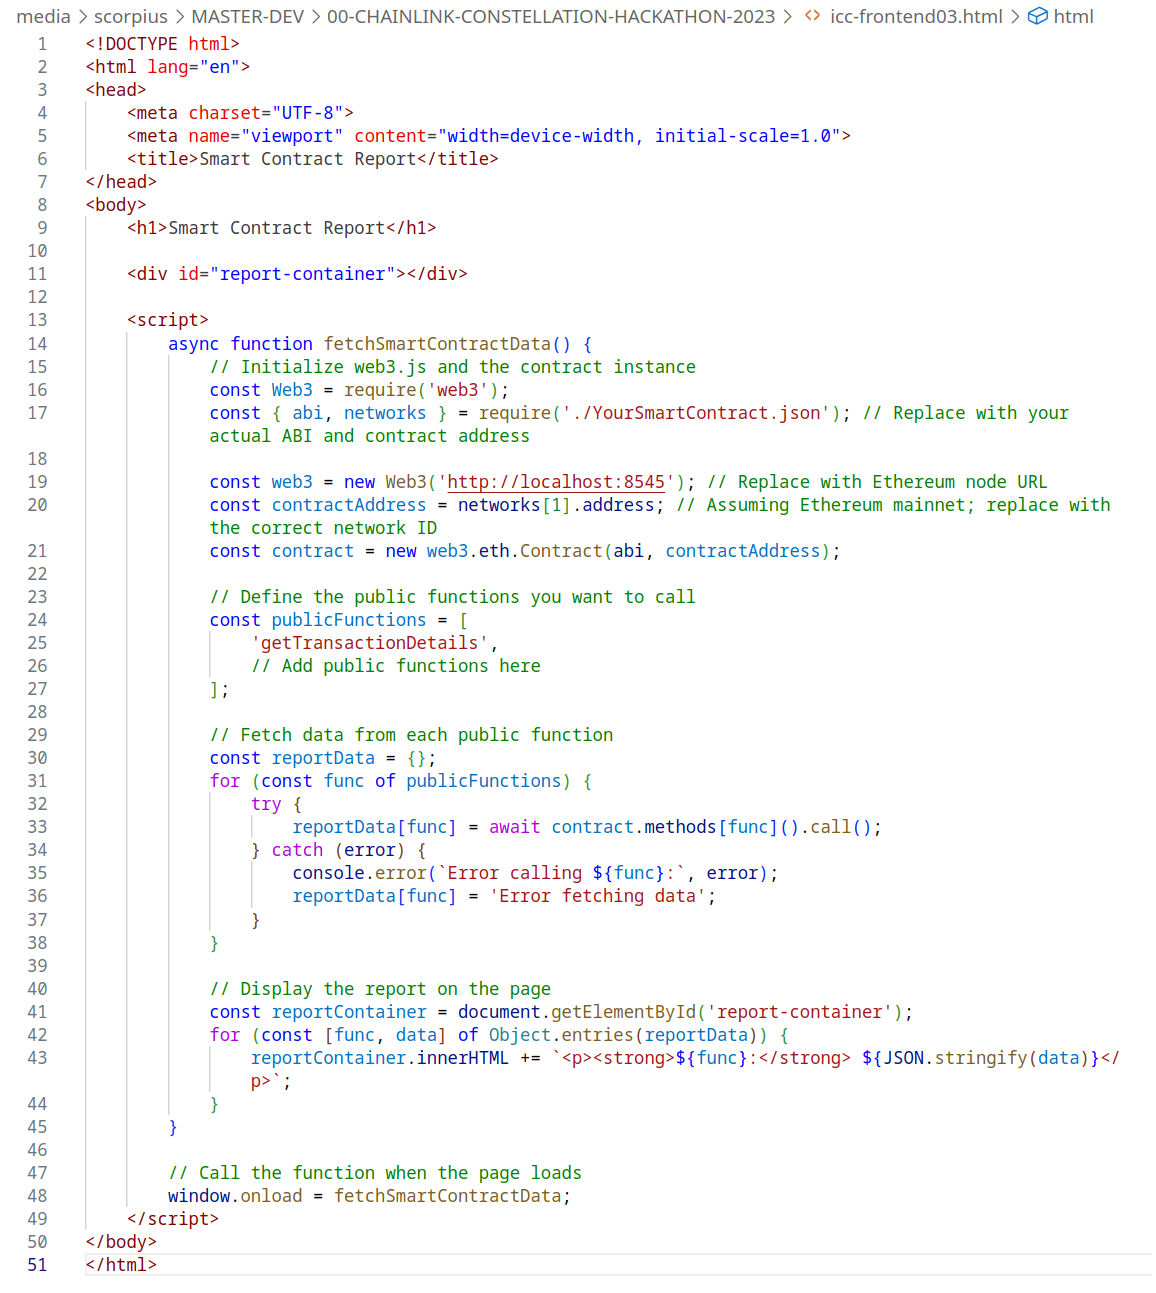 media > scorpius > MASTER-DEV > 00-CHAINLINK-CONSTELLATION-HACKATHON-2023 > <> icc-frontend03.html > html
1 <!DOCTYPE html>
2 <html lang="en">
3 <head>
4     <meta charset="UTF-8">
5     <meta name="viewport" content="width=device-width, initial-scale=1.0">
6     <title>Smart Contract Report</title>
7 </head>
8 <body>
9     <h1>Smart Contract Report</h1>
10
11     <div id="report-container"></div>
12
13     <script>
14         async function fetchSmartContractData() {
15             // Initialize web3.js and the contract instance
16             const Web3 = require('web3');
17             const { abi, networks } = require('./YourSmartContract.json'); // Replace with your
            actual ABI and contract address
18
19             const web3 = new Web3('http://localhost:8545'); // Replace with Ethereum node URL
20             const contractAddress = networks[1].address; // Assuming Ethereum mainnet; replace with
            the correct network ID
21             const contract = new web3.eth.Contract(abi, contractAddress);
22
23             // Define the public functions you want to call
24             const publicFunctions = [
25                 'getTransactionDetails',
26                 // Add public functions here
27             ];
28
29             // Fetch data from each public function
30             const reportData = {};
31             for (const func of publicFunctions) {
32                 try {
33                     reportData[func] = await contract.methods[func]().call();
34                 } catch (error) {
35                     console.error(`Error calling ${func}:`, error);
36                     reportData[func] = 'Error fetching data';
37                 }
38             }
39
40             // Display the report on the page
41             const reportContainer = document.getElementById('report-container');
42             for (const [func, data] of Object.entries(reportData)) {
43                 reportContainer.innerHTML += `<p><strong>${func}:</strong> ${JSON.stringify(data)}</
                p>`;
44             }
45         }
46
47         // Call the function when the page loads
48         window.onload = fetchSmartContractData;
49     </script>
50 </body>
51 </html>